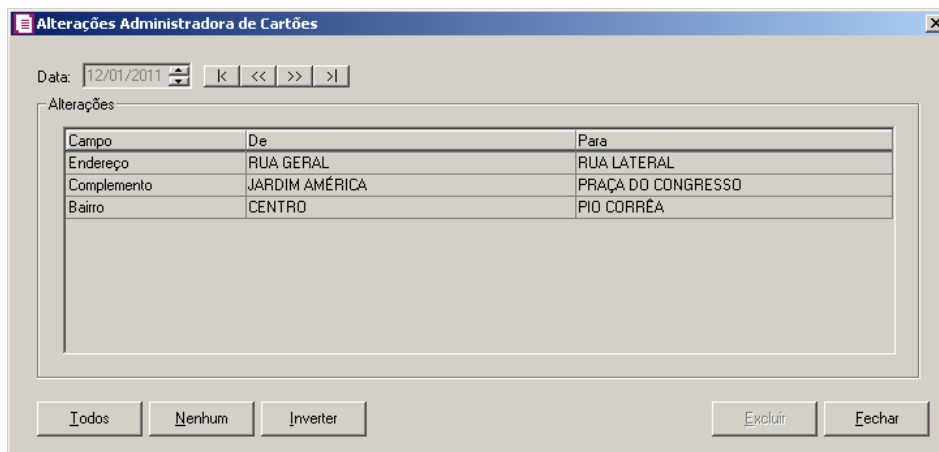 Alterações Administradora de Cartões
Data: 12/01/2011 |< << >> >|
Alterações
Campo De Para
Endereço RUA GERAL RUA LATERAL
Complemento JARDIM AMÉRICA PRAÇA DO CONGRESSO
Bairro CENTRO PIO CORRÊA
Todos Nenhum Inverter Excluir Fechar